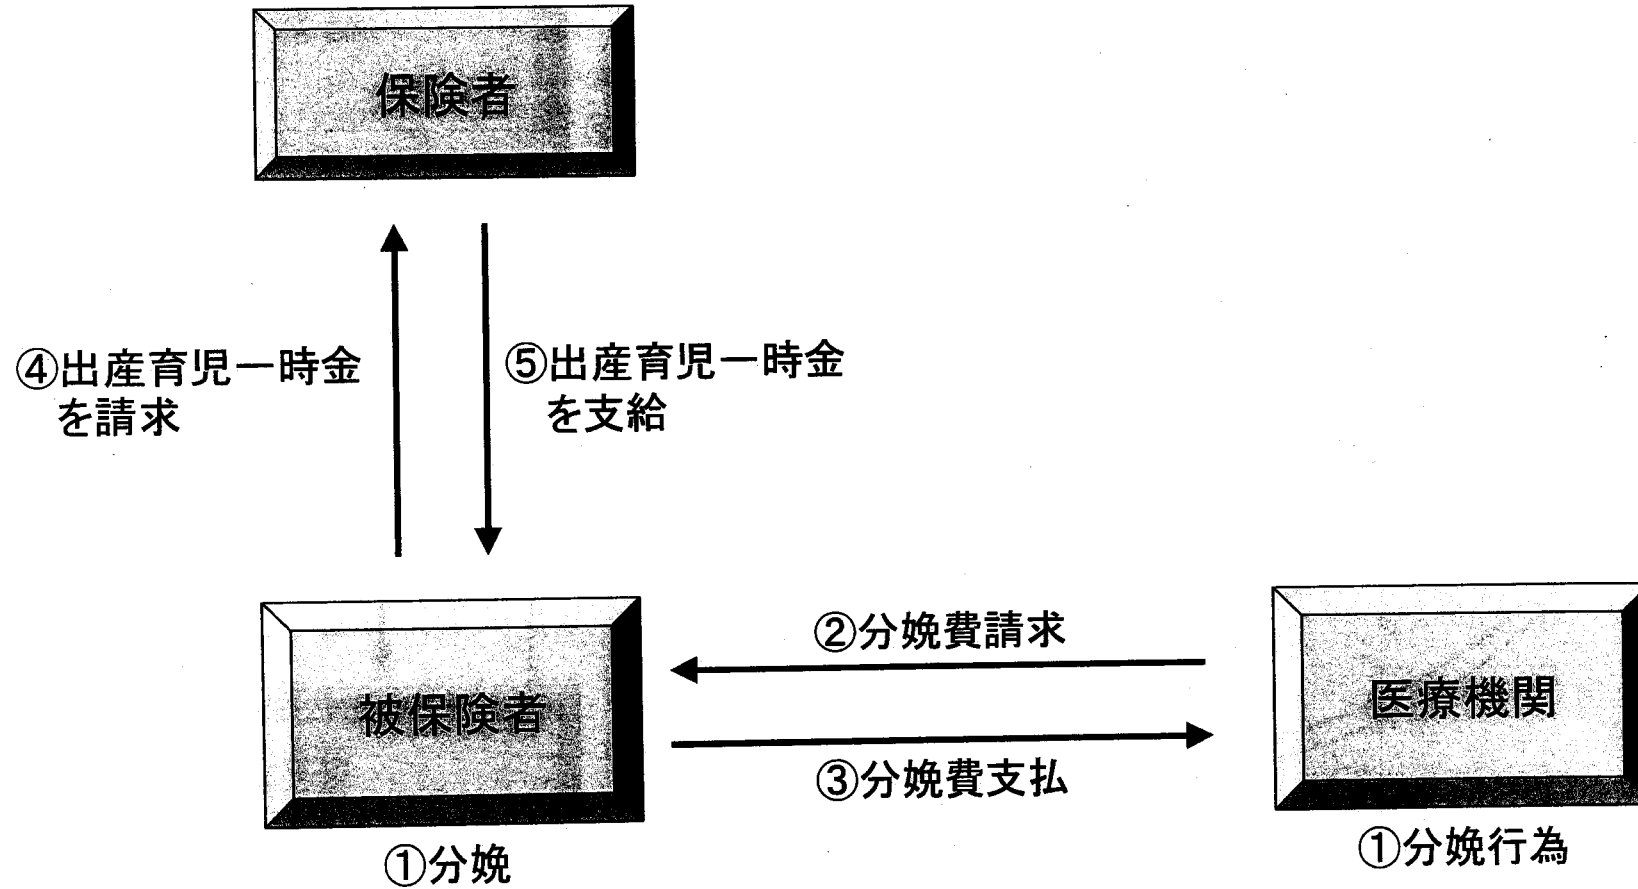 保険者
④出産育児一時金
を請求
⑤出産育児一時金
を支給
②分娩費請求
被保険者
医療機関
③分娩費支払
①分娩
①分娩行為